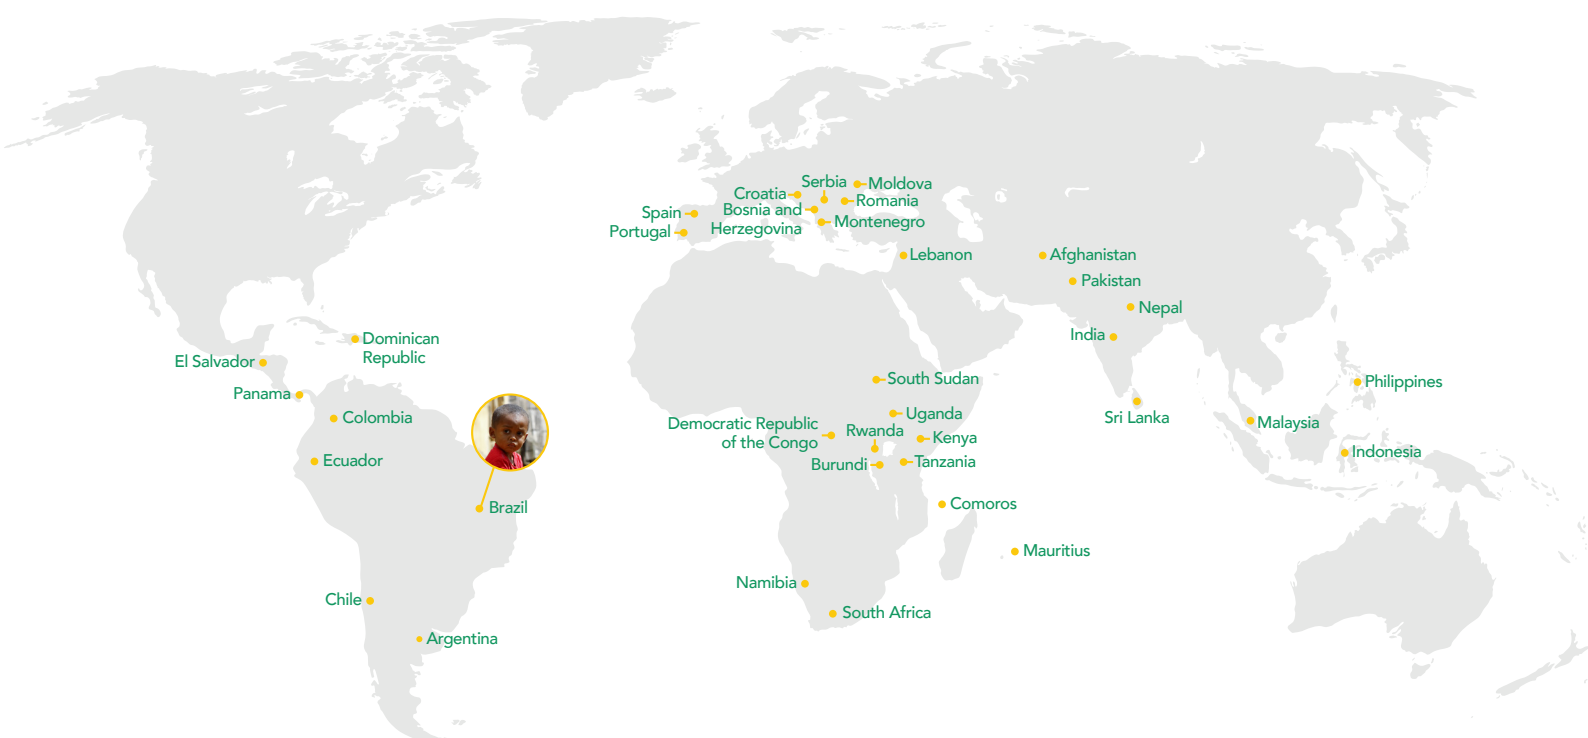 Serbia
Moldova
Croatia
Romania
Bosnia and
Herzegovina
Spain
Montenegro
Portugal
Lebanon
Afghanistan
Pakistan
Nepal
India
Dominican
Republic
El Salvador
Panama
South Sudan
Philippines
Colombia
Uganda
Sri Lanka
Malaysia
Democratic Republic
of the Congo
Rwanda
Kenya
Indonesia
Ecuador
Burundi
Tanzania
Brazil
Comoros
Mauritius
Namibia
Chile
South Africa
Argentina